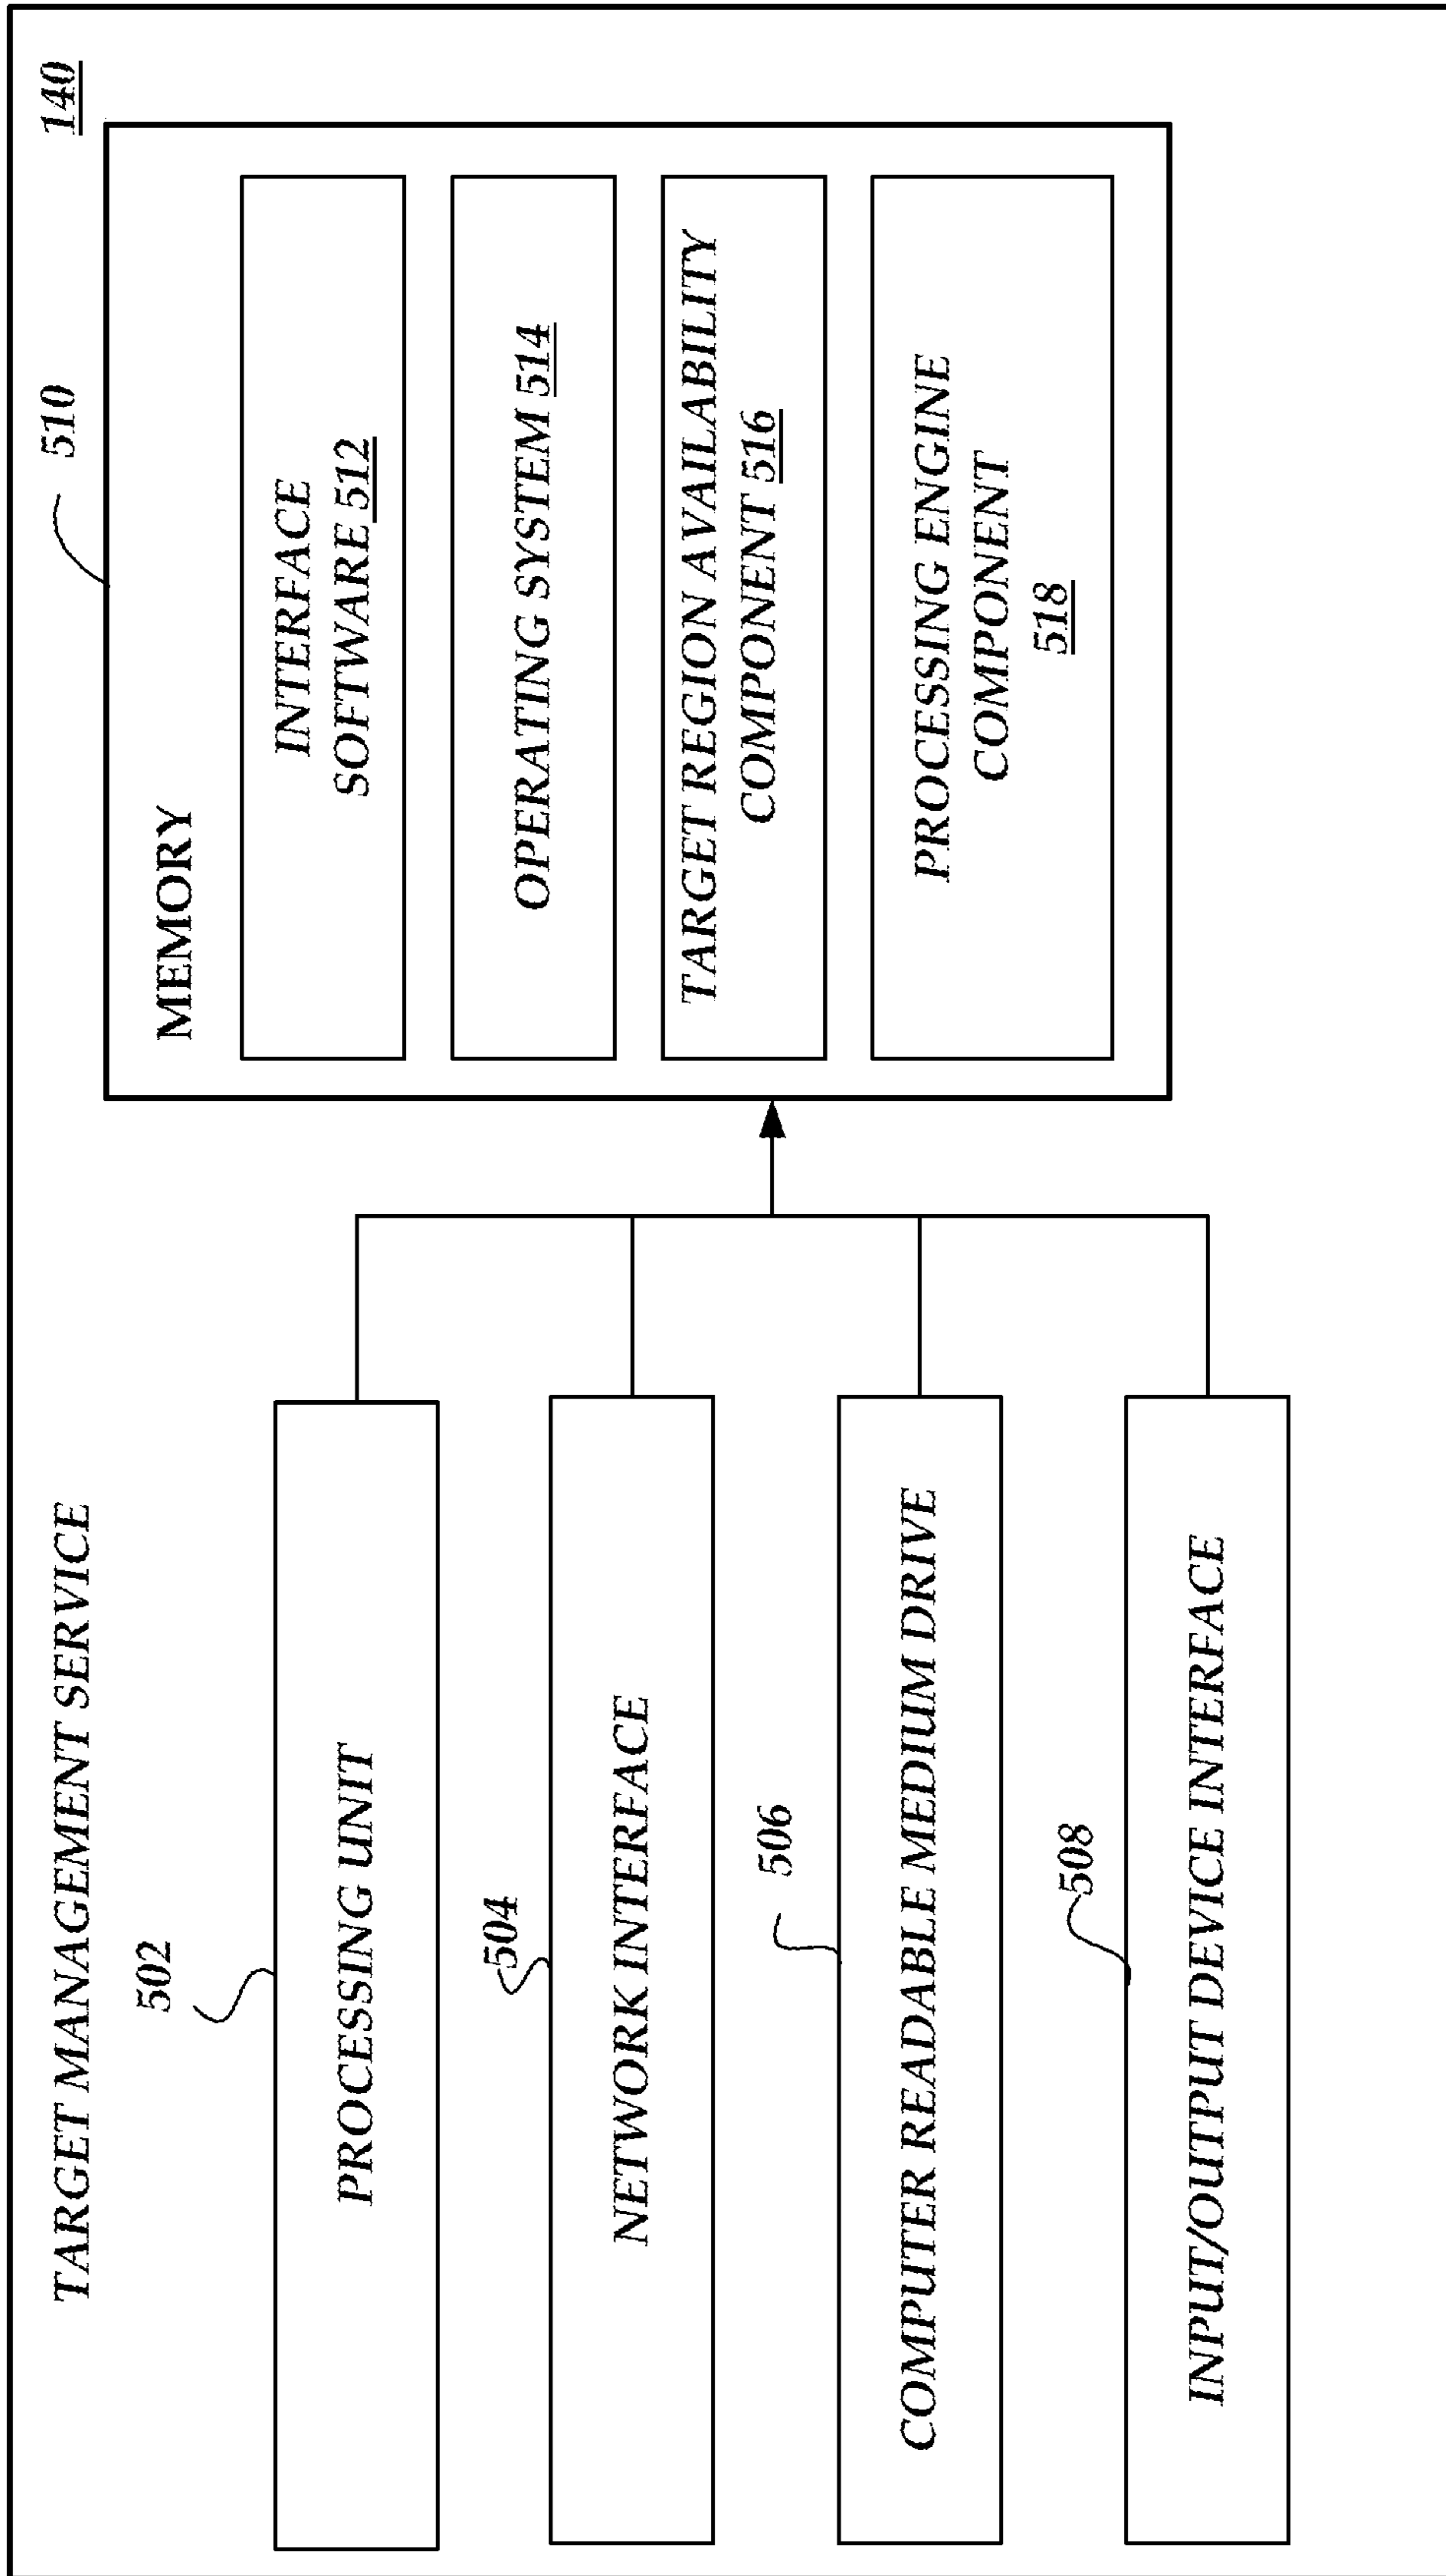 TARGET MANAGEMENT SERVICE
140
502
PROCESSING UNIT
504
NETWORK INTERFACE
506
COMPUTER READABLE MEDIUM DRIVE
508
INPUT/OUTPUT DEVICE INTERFACE
510
MEMORY
INTERFACE
SOFTWARE 512
OPERATING SYSTEM 514
TARGET REGION AVAILABILITY
COMPONENT 516
PROCESSING ENGINE
COMPONENT
518